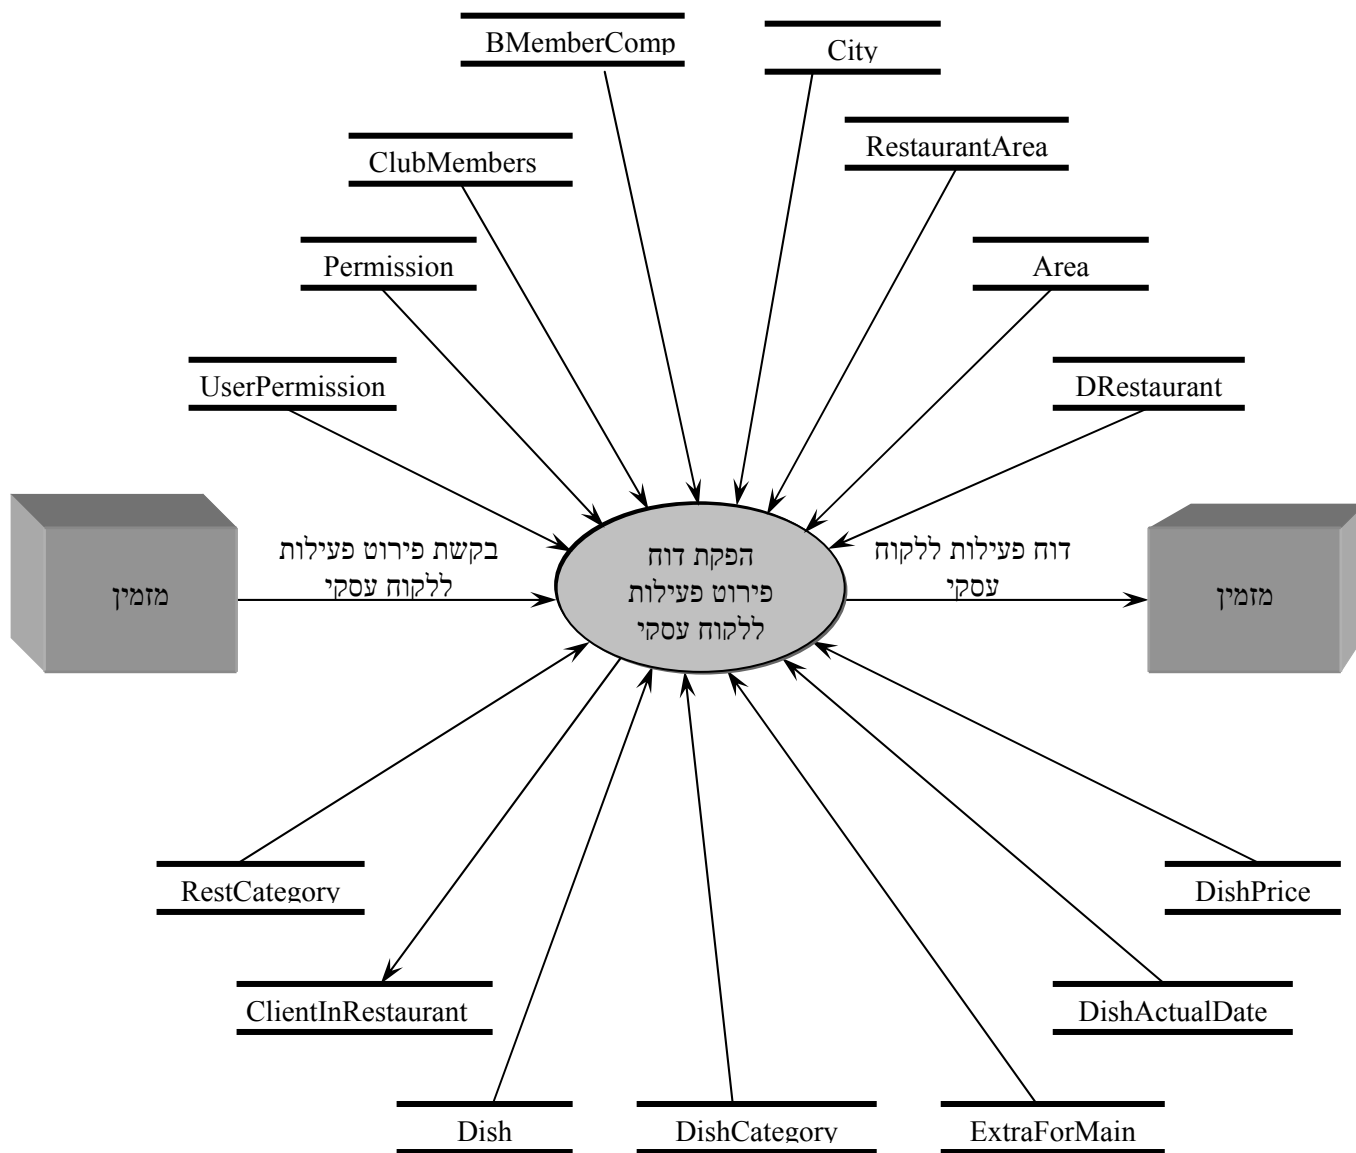 BMemberComp
City
ClubMembers
RestaurantArea
Permission
Area
UserPermission
DRestaurant
מזמין
בקשת פירוט פעילות
ללקוח עסקי
הפקת דוח
פירוט פעילות
ללקוח עסקי
דוח פעילות ללקוח
עסקי
מזמין
RestCategory
DishPrice
ClientInRestaurant
DishActualDate
Dish
DishCategory
ExtraForMain